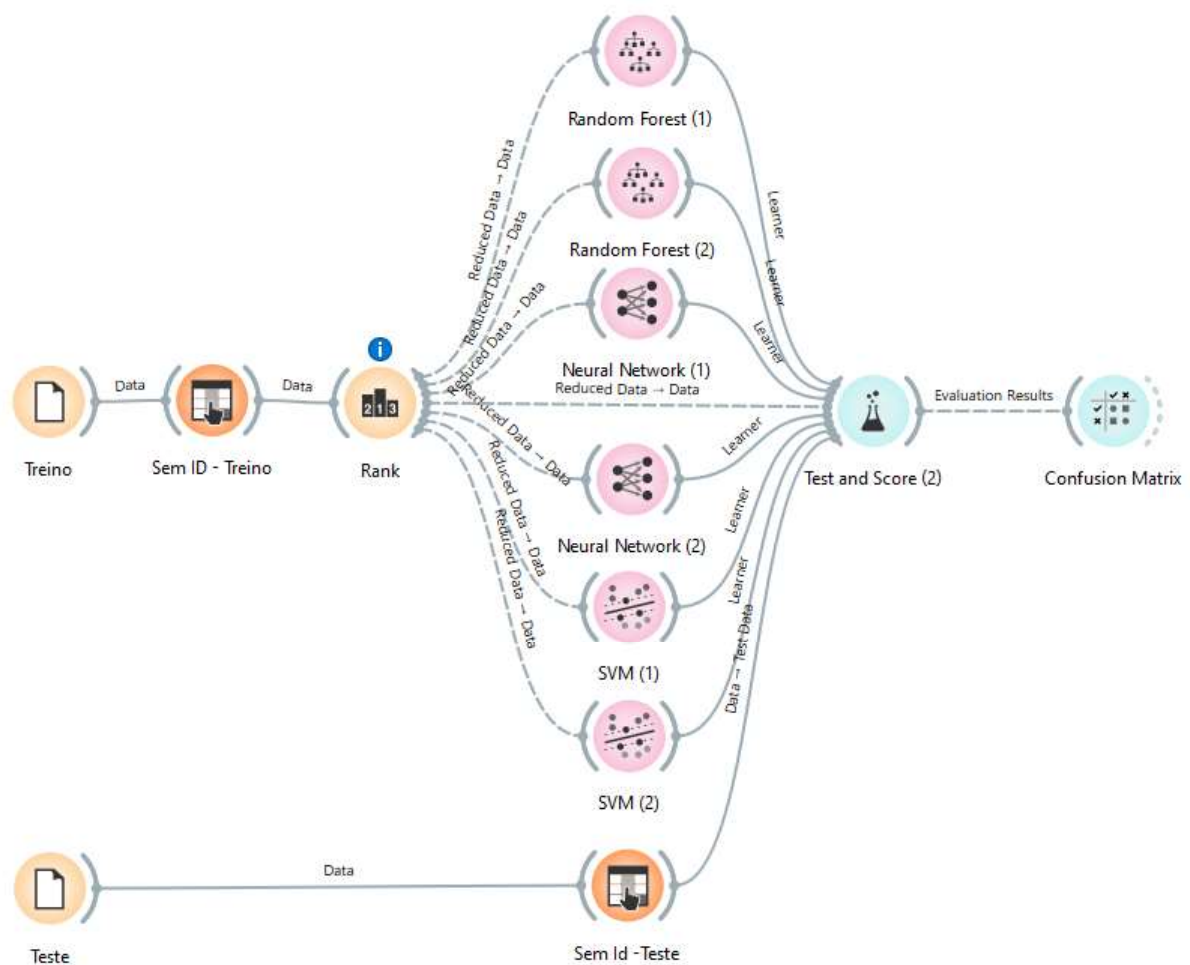 Random Forest (1)
Reduced Data → Data
Learner
Random Forest (2)
Reduced Data → Data
Learner
Neural Network (1)
Reduced Data → Data
Learner
Reduced Data → Data
Treino
Data
Sem ID - Treino
Data
i
213
Rank
Test and Score (2)
Evaluation Results
Confusion Matrix
Reduced Data → Data
Learner
Neural Network (2)
Reduced Data → Data
Learner
SVM (1)
Reduced Data → Data
Learner
SVM (2)
Data → Test Data
Teste
Data
Sem Id -Teste